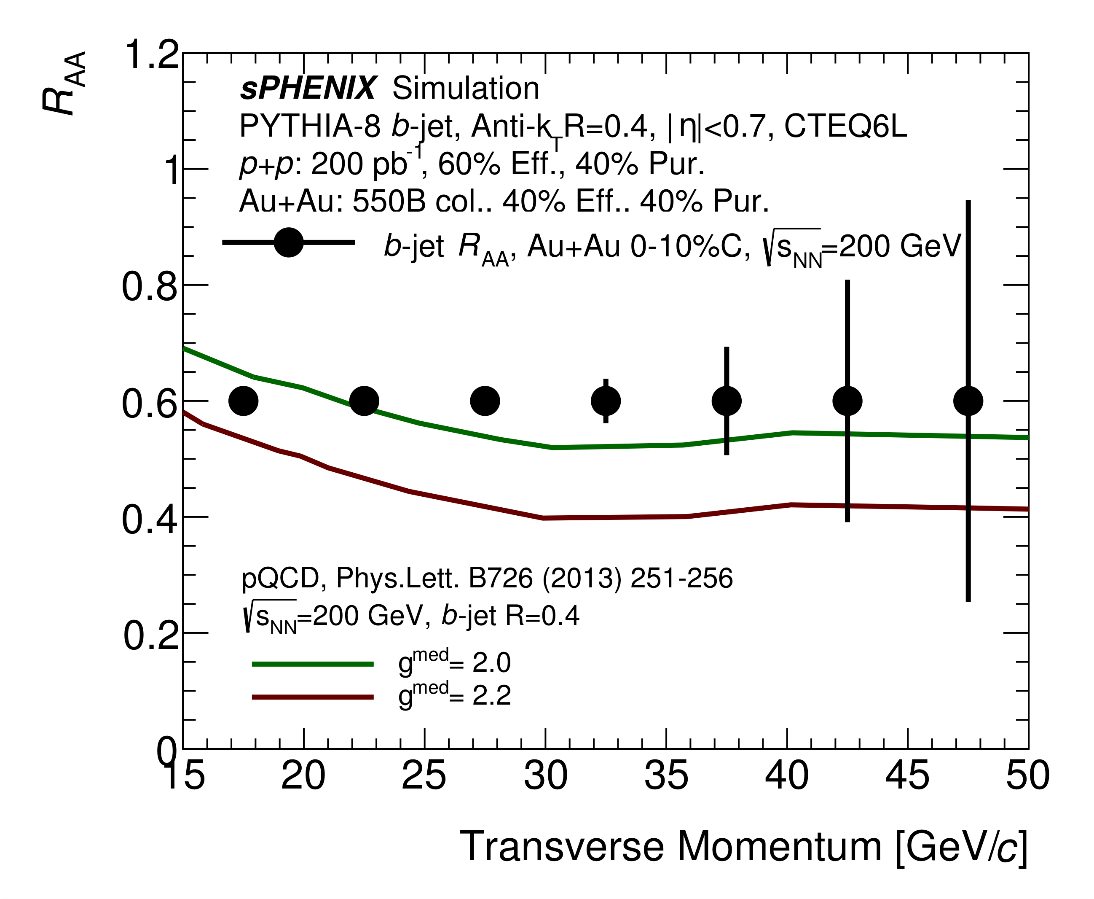 R_AA
1.2
1
0.8
0.6
0.4
0.2
0
sPHENIX Simulation
PYTHIA-8 b-jet, Anti-k_T R=0.4, |η|<0.7, CTEQ6L
p+p: 200 pb^-1, 60% Eff., 40% Pur.
Au+Au: 550B col.. 40% Eff.. 40% Pur.
b-jet R_AA, Au+Au 0-10%C, √s_NN=200 GeV
pQCD, Phys.Lett. B726 (2013) 251-256
√s_NN=200 GeV, b-jet R=0.4
g^med= 2.0
g^med= 2.2
15 20 25 30 35 40 45 50
Transverse Momentum [GeV/c]